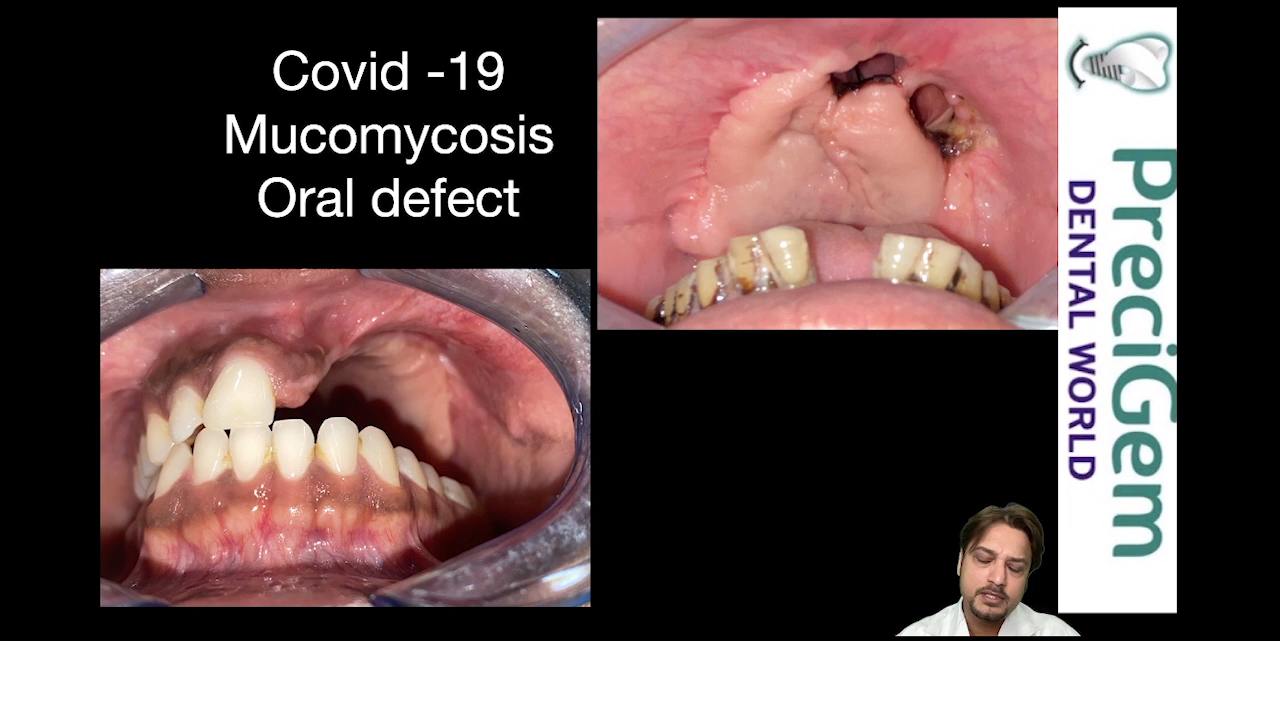 Covid -19
Mucomycosis
Oral defect
PreciGem
DENTAL WORLD